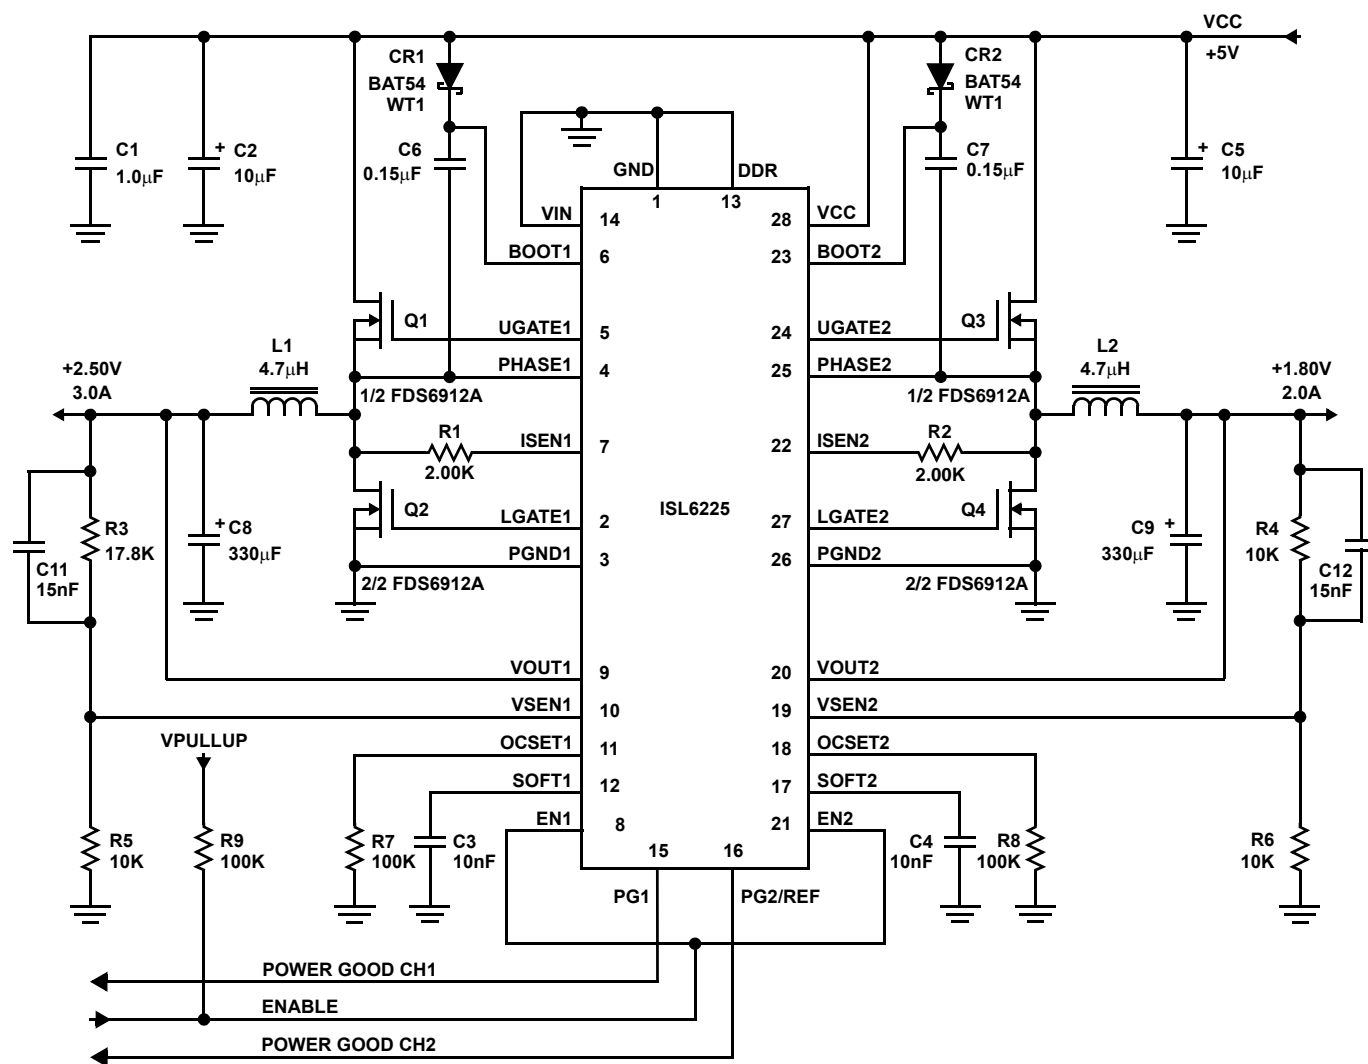 VCC
+5V
CR1
BAT54
WT1
CR2
BAT54
WT1
C1
1.0μF
+
C2
10μF
C6
0.15μF
C7
0.15μF
+
C5
10μF
GND
DDR
1
13
VIN
14
28
VCC
BOOT1
6
23
BOOT2
Q1
UGATE1
5
24
UGATE2
Q3
PHASE1
4
25
PHASE2
L1
4.7μH
L2
4.7μH
+2.50V
3.0A
+1.80V
2.0A
1/2 FDS6912A
1/2 FDS6912A
R1
2.00K
ISEN1
7
22
ISEN2
R2
2.00K
ISL6225
Q2
LGATE1
2
27
LGATE2
Q4
PGND1
3
26
PGND2
2/2 FDS6912A
2/2 FDS6912A
R3
17.8K
C11
15nF
+
C8
330μF
C9
+
330μF
R4
10K
C12
15nF
VOUT1
9
20
VOUT2
VSEN1
10
19
VSEN2
VPULLUP
OCSET1
11
18
OCSET2
SOFT1
12
17
SOFT2
EN1
8
21
EN2
R5
10K
R9
100K
R7
100K
C3
10nF
15
16
C4
10nF
R8
100K
R6
10K
PG1
PG2/REF
POWER GOOD CH1
ENABLE
POWER GOOD CH2